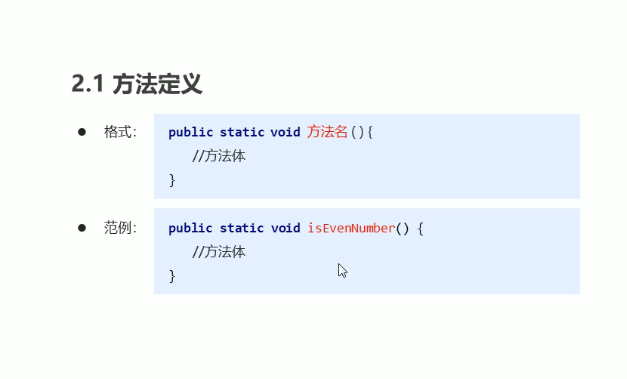 2.1 方法定义
● 格式: public static void 方法名(){
//方法体
}
● 范例: public static void isEvenNumber() {
//方法体
}